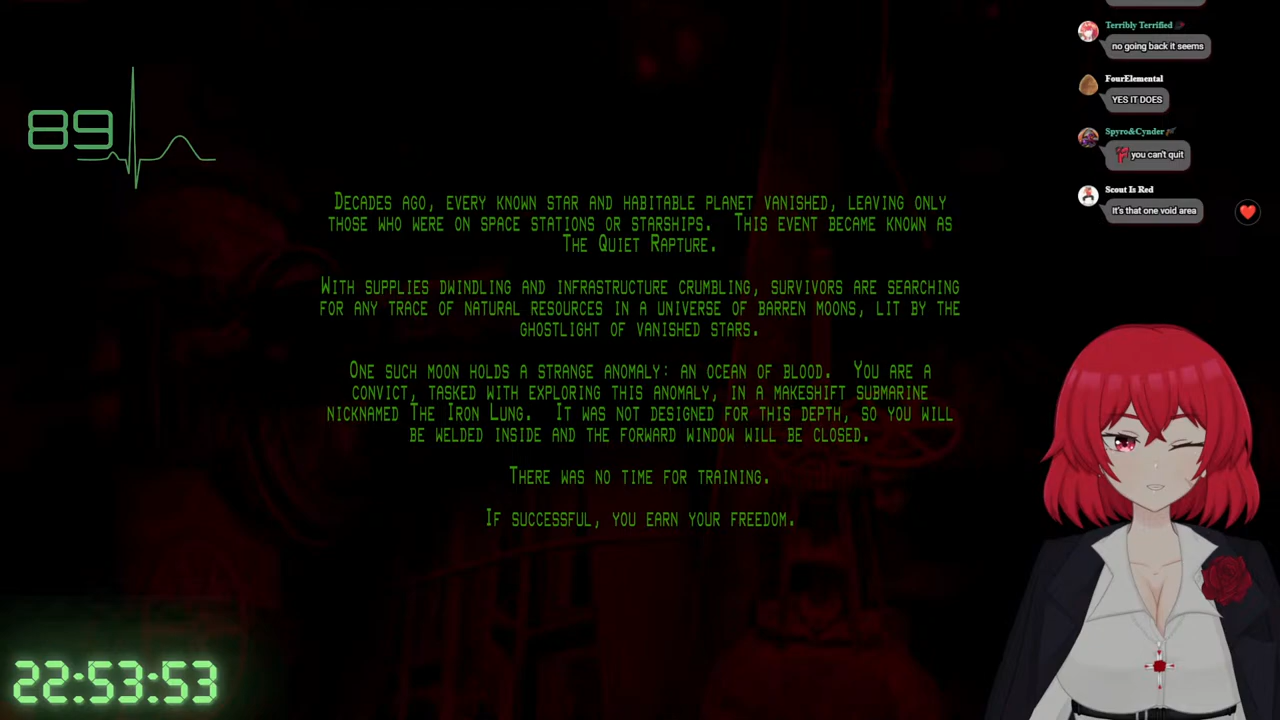 Terribly Terrified
no going back it seems
FourElemental
YES IT DOES
Spyro&Cynder
you can't quit
Scout Is Red
It's that one void area
89
Decades ago, every known star and habitable planet vanished, leaving only
those who were on space stations or starships. This event became known as
The Quiet Rapture.
With supplies dwindling and infrastructure crumbling, survivors are searching
for any trace of natural resources in a universe of barren moons, lit by the
ghostlight of vanished stars.
One such moon holds a strange anomaly: an ocean of blood. You are a
convict, tasked with exploring this anomaly, in a makeshift submarine
nicknamed The Iron Lung. It was not designed for this depth, so you will
be welded inside and the forward window will be closed.
There was no time for training.
If successful, you earn your freedom.
22:53:53